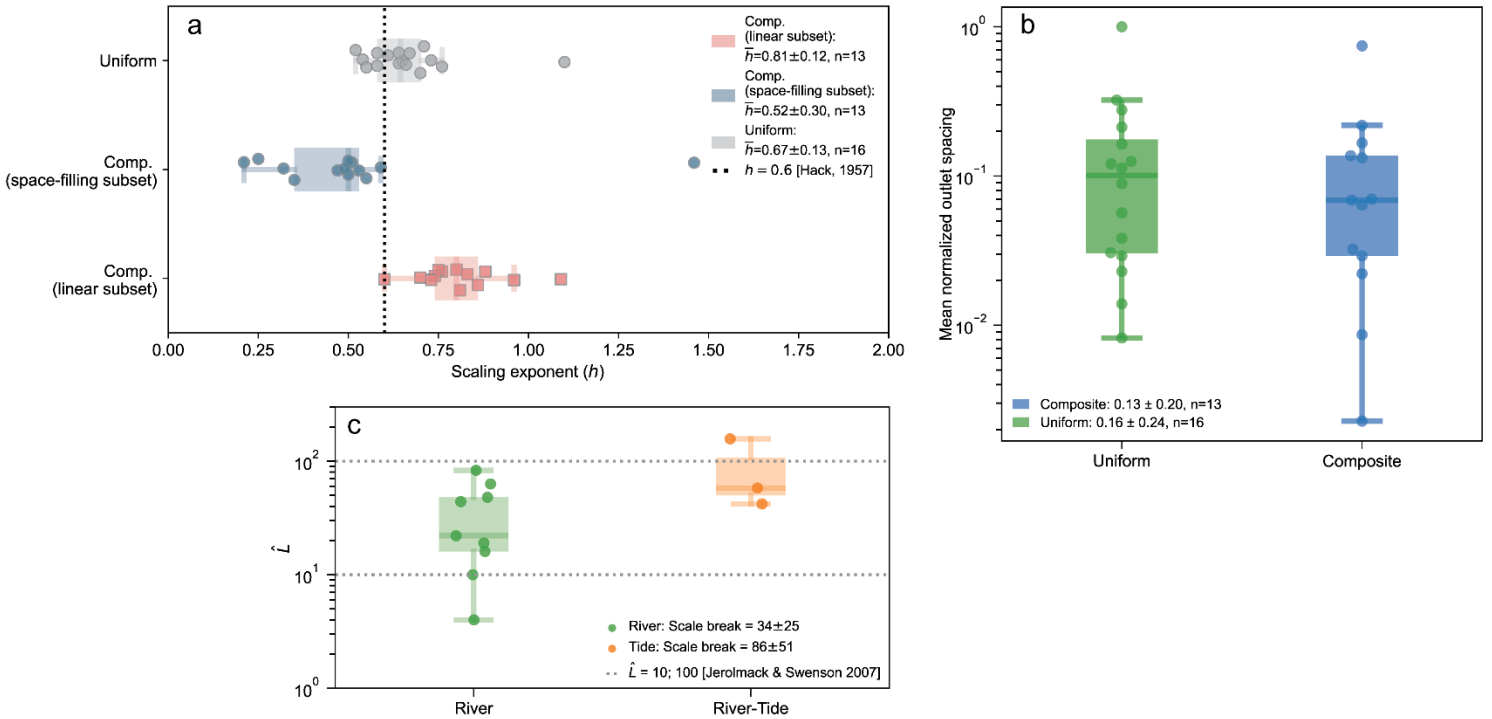 a
Uniform
Comp.
(space-filling subset)
Comp.
(linear subset)
Comp.
(linear subset):
h̅=0.81±0.12, n=13
Comp.
(space-filling subset):
h̅=0.52±0.30, n=13
Uniform:
h̅=0.67±0.13, n=16
h = 0.6 [Hack, 1957]
0.00 0.25 0.50 0.75 1.00 1.25 1.50 1.75 2.00
Scaling exponent (h)
b
Mean normalized outlet spacing
10⁰
10⁻¹
10⁻²
Composite: 0.13 ± 0.20, n=13
Uniform: 0.16 ± 0.24, n=16
Uniform Composite
c
L̂
10²
10¹
10⁰
River: Scale break = 34±25
Tide: Scale break = 86±51
L̂ = 10; 100 [Jerolmack & Swenson 2007]
River River-Tide